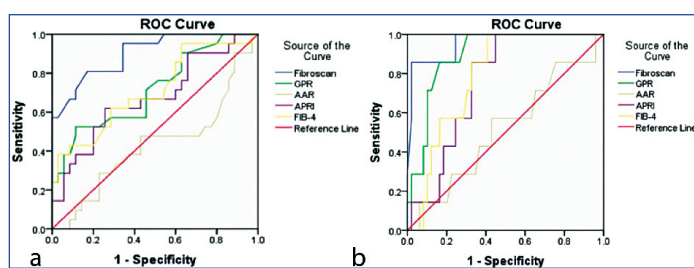 ROC Curve
Sensitivity
1.0
0.8
0.6
0.4
0.2
0.0
0.0 0.2 0.4 0.6 0.8 1.0
1 - Specificity
Source of the
Curve
Fibroscan
GPR
AAR
APRI
FIB-4
Reference Line
a
ROC Curve
Sensitivity
1.0
0.8
0.6
0.4
0.2
0.0
0.0 0.2 0.4 0.6 0.8 1.0
1 - Specificity
Source of the
Curve
Fibroscan
GPR
AAR
APRI
FIB-4
Reference Line
b